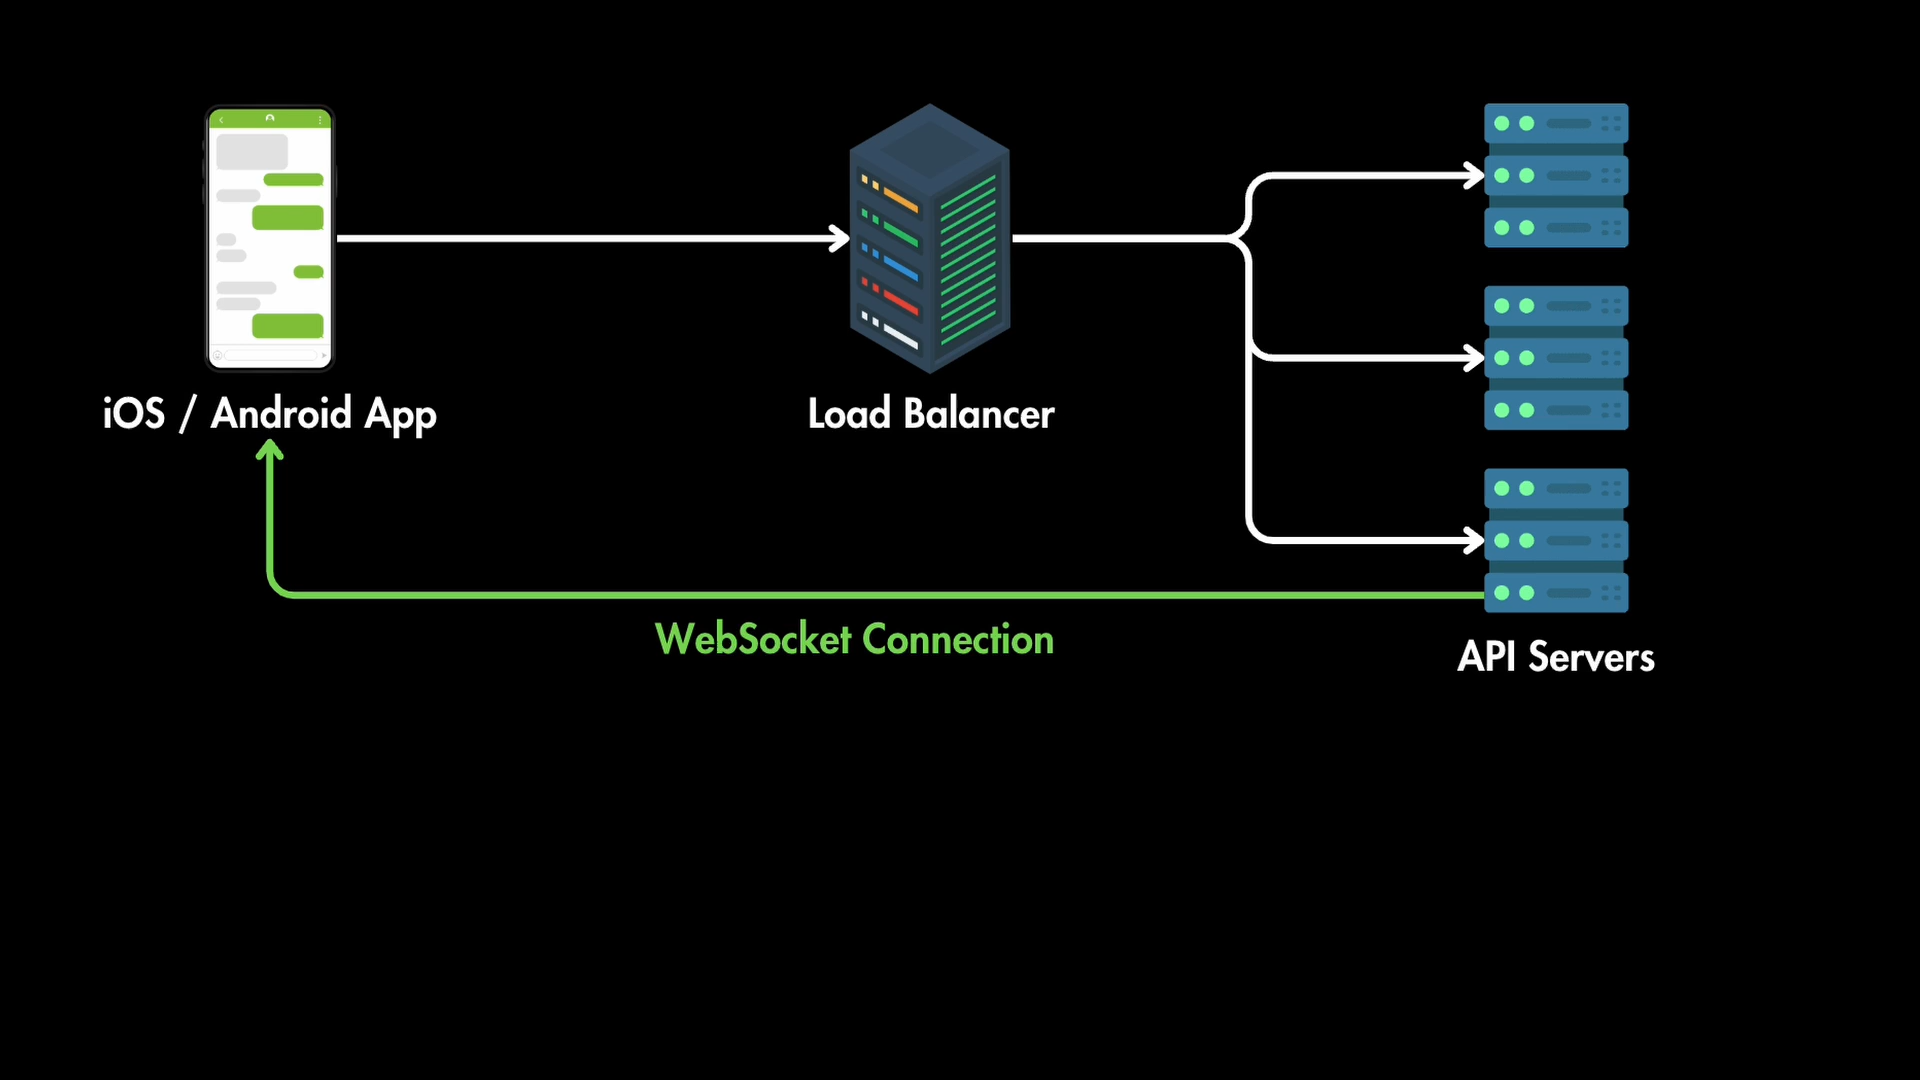 iOS / Android App
Load Balancer
WebSocket Connection
API Servers